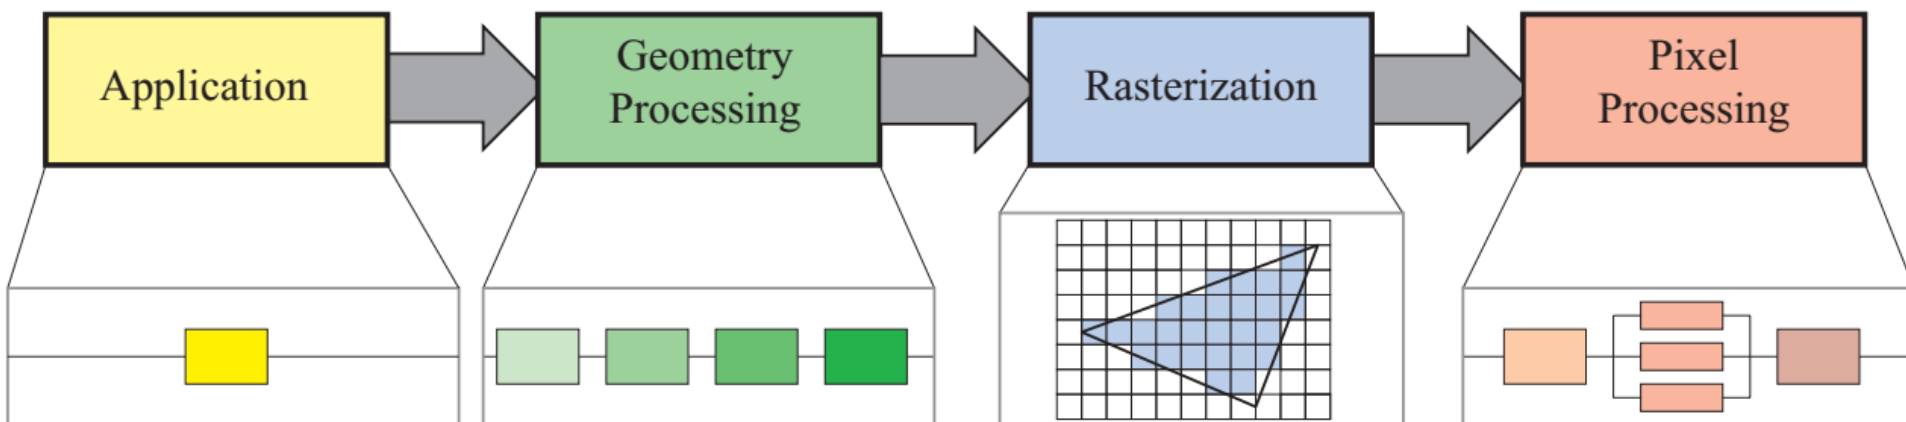 Application
Geometry
Processing
Rasterization
Pixel
Processing